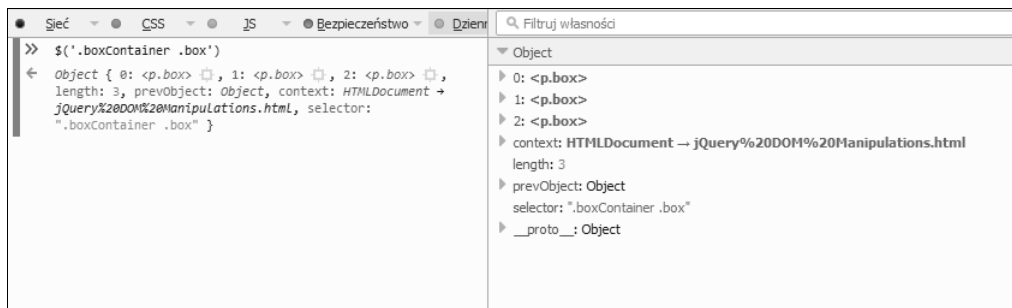 Sieć CSS JS Bezpieczeństwo Dzienn
$('.boxContainer .box')
Object { 0: <p.box> , 1: <p.box> , 2: <p.box> ,
length: 3, prevObject: Object, context: HTMLDocument →
jQuery%20DOM%20Manipulations.html, selector:
".boxContainer .box" }
Filtruj własności
Object
0: <p.box>
1: <p.box>
2: <p.box>
context: HTMLDocument → jQuery%20DOM%20Manipulations.html
length: 3
prevObject: Object
selector: ".boxContainer .box"
__proto__: Object